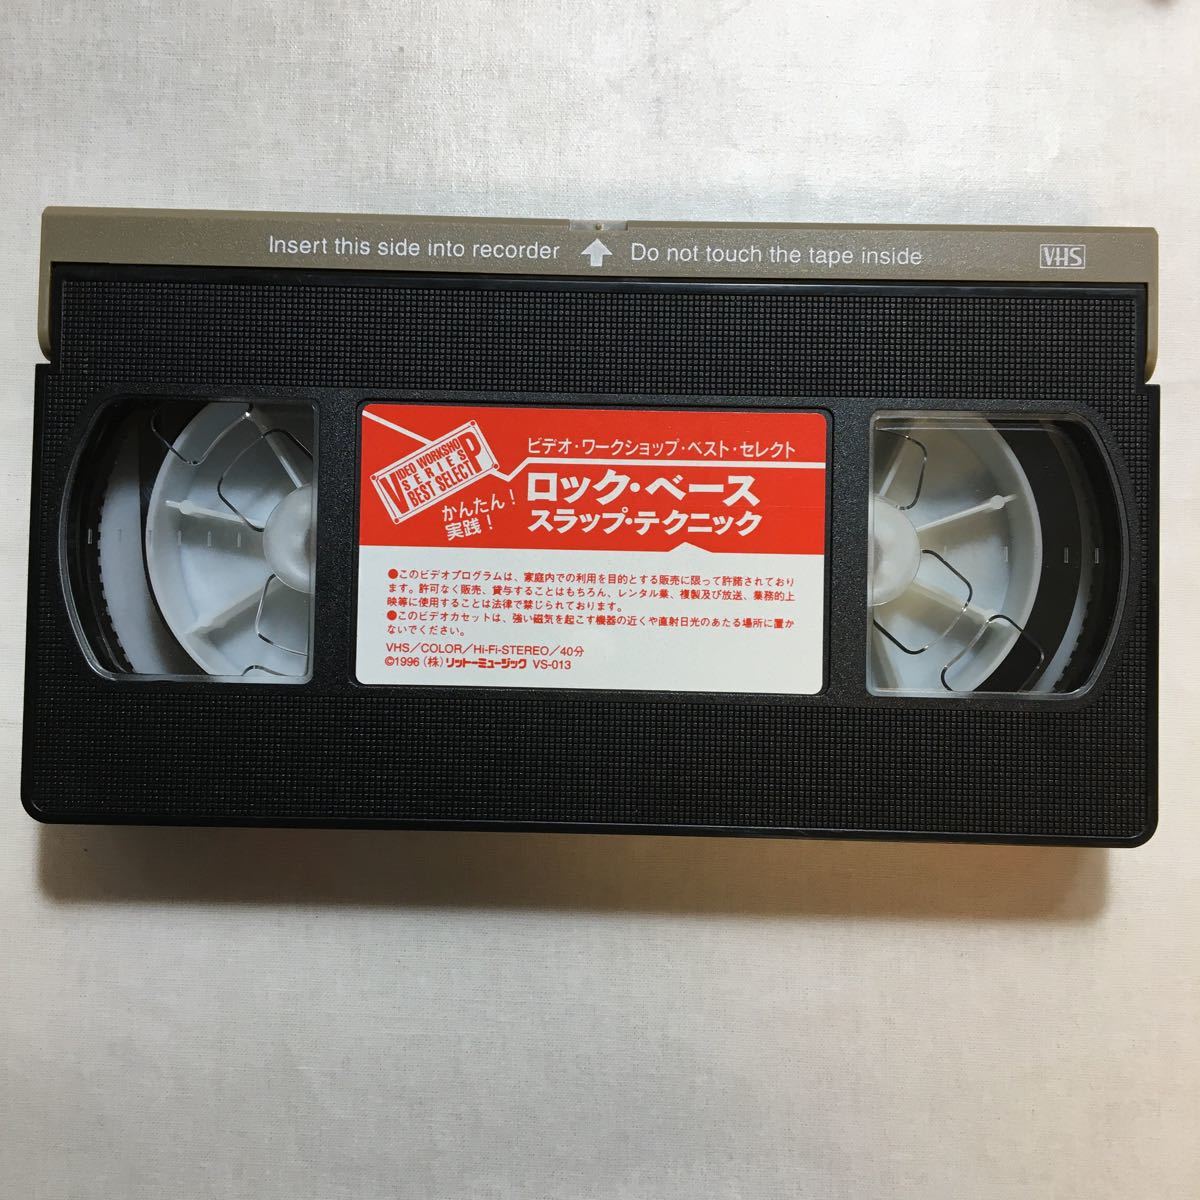 Insert this side into recorder Do not touch the tape inside VHS
VIDEO WORKSHOP
SERIES
BEST SELECT
かんたん!
実践!
ビデオ・ワークショップ・ベスト・セレクト
ロック・ベース
スラップ・テクニック
●このビデオプログラムは、家庭内での利用を目的とする販売に限って許諾されており
ます。許可なく販売、貸与することはもちろん、レンタル業、複製及び放送、業務的上
映等に使用することは法律で禁じられております。
●このビデオカセットは、強い磁気を起こす機器の近くや直射日光のあたる場所に置か
ないでください。
VHS/COLOR/Hi-Fi-STEREO/40分
©1996 (株)リットーミュージック VS-013